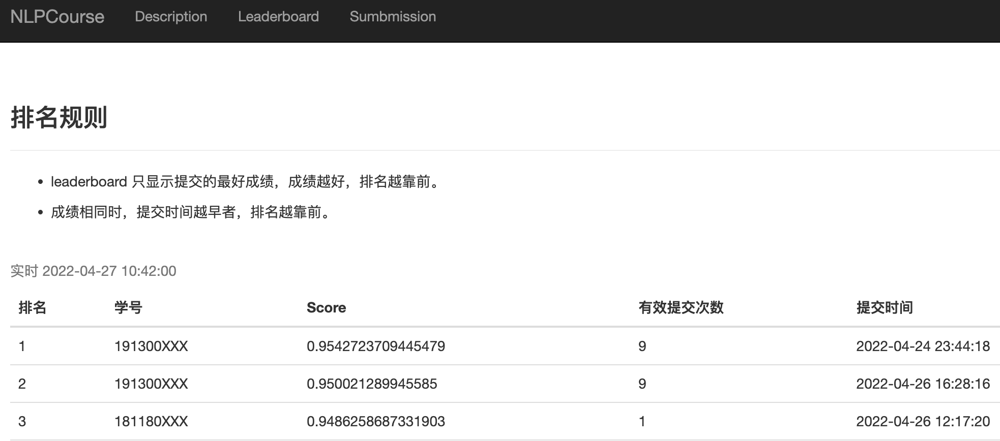 NLPCourse Description Leaderboard Sumbmission
排名规则
• leaderboard 只显示提交的最好成绩，成绩越好，排名越靠前。
• 成绩相同时，提交时间越早者，排名越靠前。
实时 2022-04-27 10:42:00
排名 学号 Score 有效提交次数 提交时间
1 191300XXX 0.9542723709445479 9 2022-04-24 23:44:18
2 191300XXX 0.950021289945585 9 2022-04-26 16:28:16
3 181180XXX 0.9486258687331903 1 2022-04-26 12:17:20